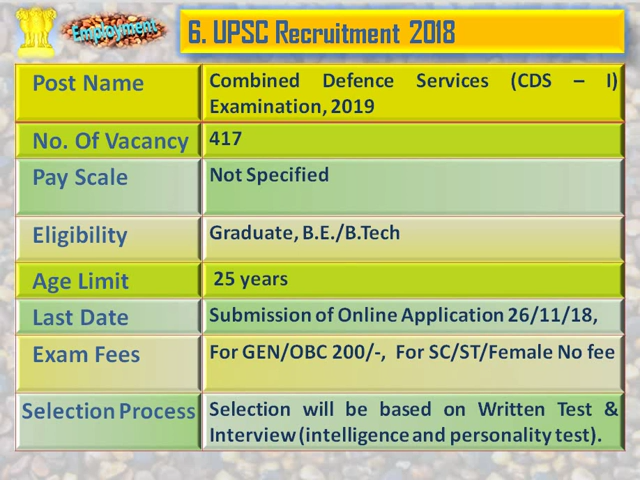 Employment
6. UPSC Recruitment 2018
Post Name
Combined Defence Services (CDS – I)
Examination, 2019
No. Of Vacancy
417
Pay Scale
Not Specified
Eligibility
Graduate, B.E./B.Tech
Age Limit
25 years
Last Date
Submission of Online Application 26/11/18,
Exam Fees
For GEN/OBC 200/-, For SC/ST/Female No fee
Selection Process
Selection will be based on Written Test &
Interview (intelligence and personality test).